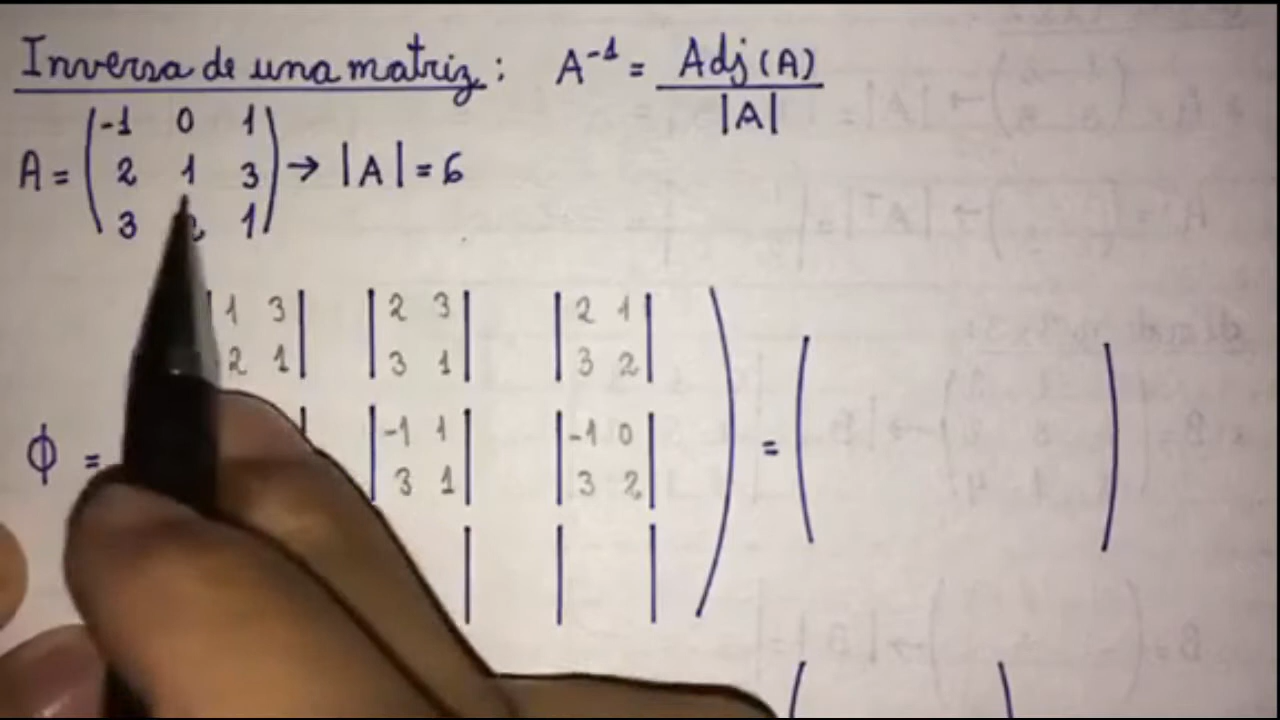 Inversa de una matriz: A⁻¹ = Adj(A) / |A|
A = ( -1 0 1
2 1 3 → |A| = 6
3 1 )
1 3 2 3 2 1
2 1 3 1 3 2
ϕ = -1 1 -1 0 =
3 1 3 2